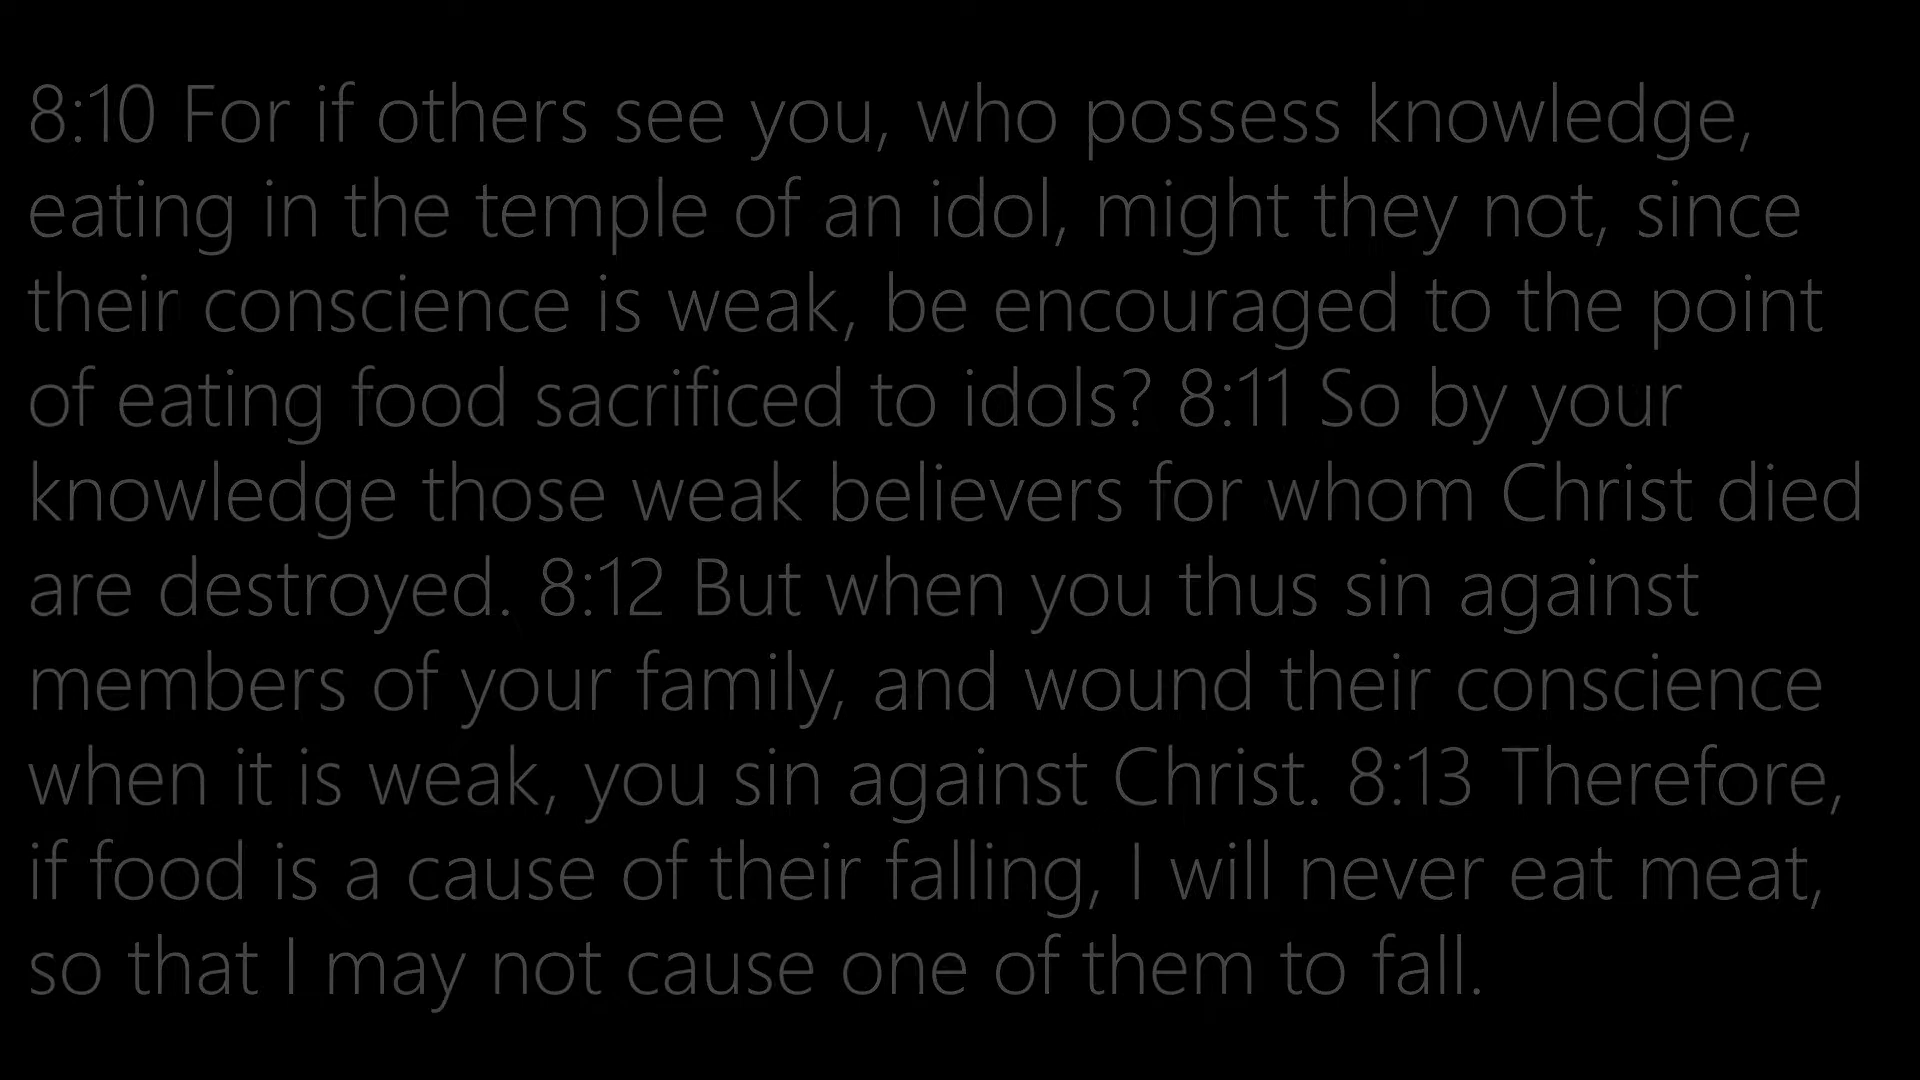 8:10 For if others see you, who possess knowledge,
eating in the temple of an idol, might they not, since
their conscience is weak, be encouraged to the point
of eating food sacrificed to idols? 8:11 So by your
knowledge those weak believers for whom Christ died
are destroyed. 8:12 But when you thus sin against
members of your family, and wound their conscience
when it is weak, you sin against Christ. 8:13 Therefore,
if food is a cause of their falling, I will never eat meat,
so that I may not cause one of them to fall.